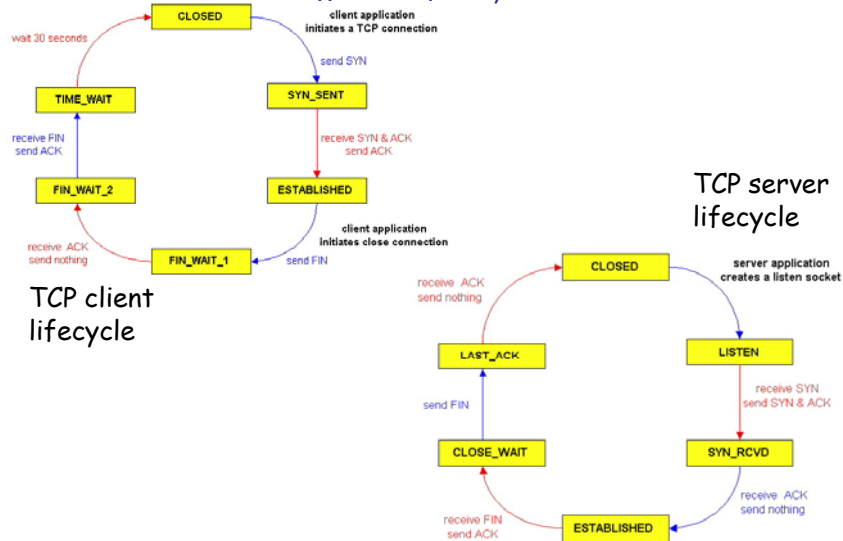 CLOSED
client application
initiates a TCP connection
wait 30 seconds
send SYN
TIME_WAIT
SYN_SENT
receive FIN
send ACK
receive SYN & ACK
send ACK
FIN_WAIT_2
ESTABLISHED
client application
initiates close connection
receive ACK
send nothing
FIN_WAIT_1
send FIN
TCP client
lifecycle
TCP server
lifecycle
CLOSED
server application
creates a listen socket
receive ACK
send nothing
LAST_ACK
LISTEN
receive SYN
send SYN & ACK
send FIN
CLOSE_WAIT
SYN_RCVD
receive ACK
send nothing
receive FIN
send ACK
ESTABLISHED